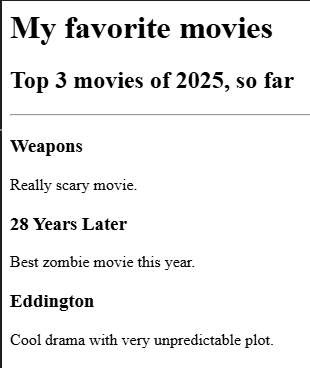 My favorite movies
Top 3 movies of 2025, so far
Weapons
Really scary movie.
28 Years Later
Best zombie movie this year.
Eddington
Cool drama with very unpredictable plot.